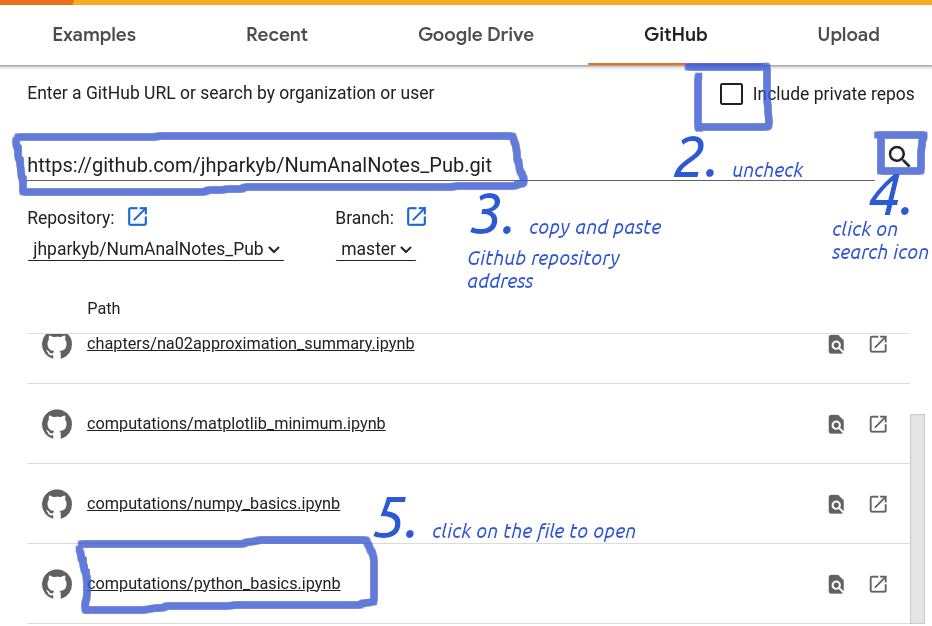 Examples Recent Google Drive GitHub Upload
Enter a GitHub URL or search by organization or user
Include private repos
https://github.com/jhparkyb/NumAnalNotes_Pub.git
2. uncheck
4.
click on
search icon
Repository:
Branch:
jhparkyb/NumAnalNotes_Pub
master
3. copy and paste
Github repository
address
Path
chapters/na02approximation_summary.ipynb
computations/matplotlib_minimum.ipynb
computations/numpy_basics.ipynb
5. click on the file to open
computations/python_basics.ipynb